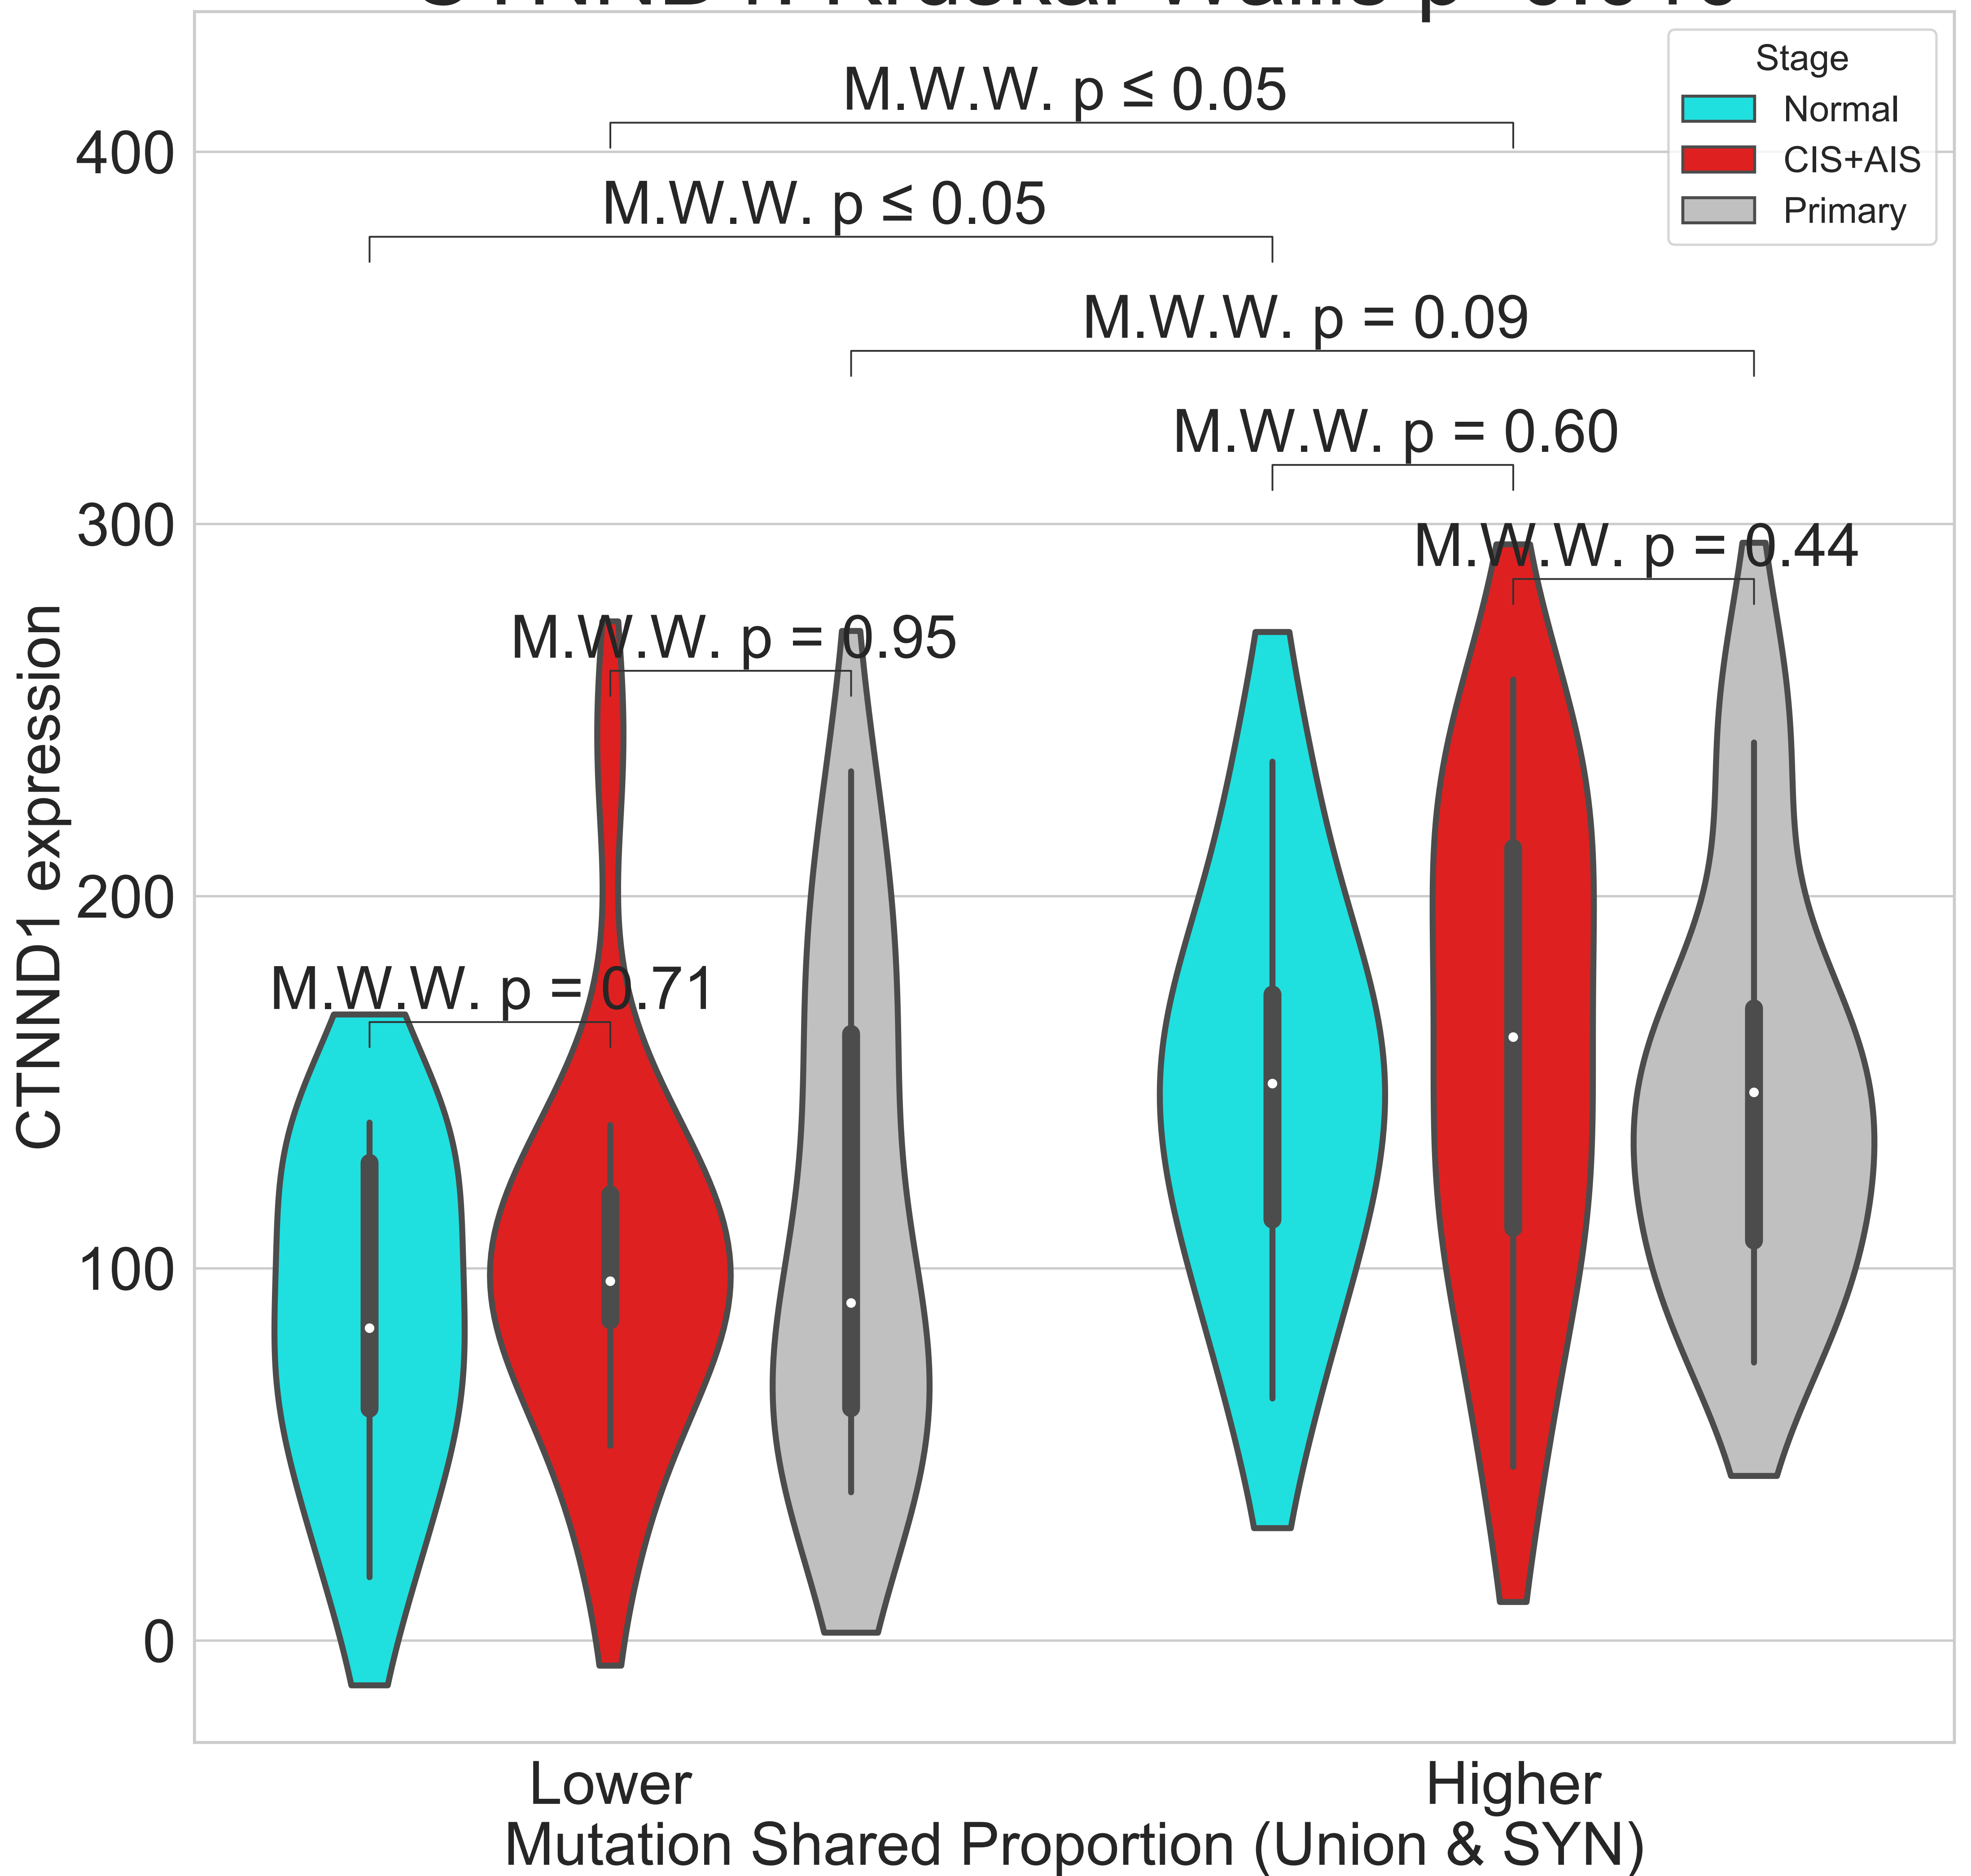 Stage
Normal
CIS+AIS
Primary
M.W.W. p ≤ 0.05
M.W.W. p ≤ 0.05
M.W.W. p = 0.09
M.W.W. p = 0.60
M.W.W. p = 0.44
M.W.W. p = 0.95
M.W.W. p = 0.71
400
300
200
100
0
CTNND1 expression
Lower
Higher
Mutation Shared Proportion (Union & SYN)